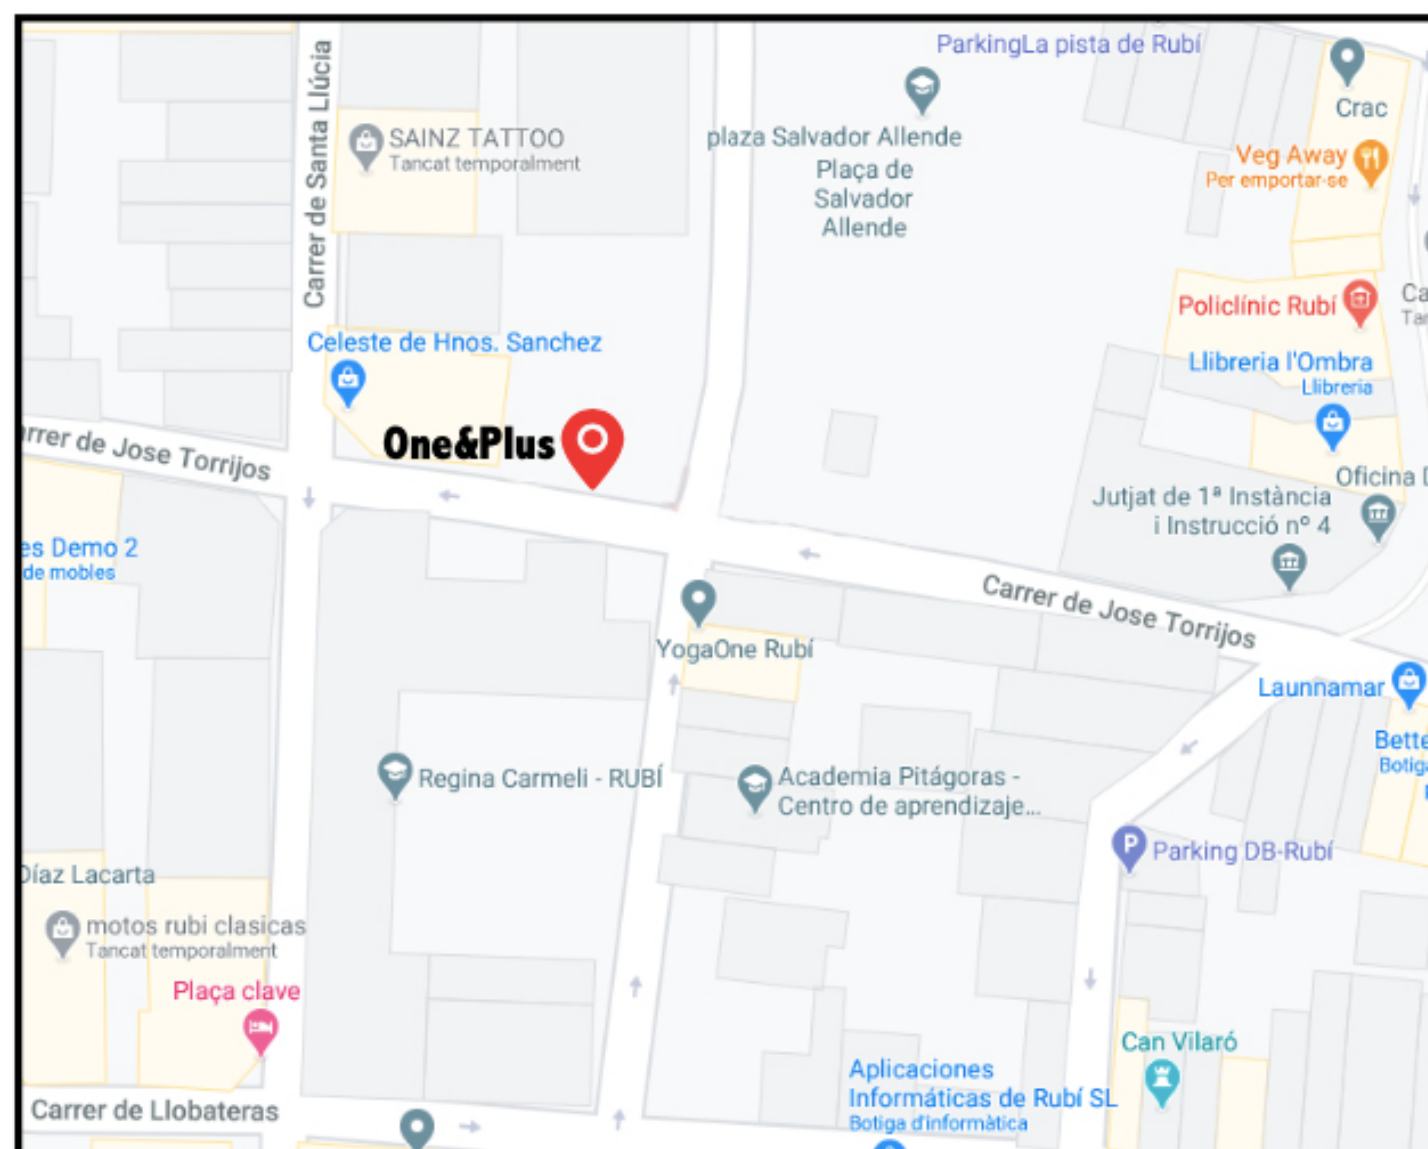 ParkingLa pista de Rubí
Crac
Carrer de Santa Llúcia
SAINZ TATTOO
Tancat temporalment
plaza Salvador Allende
Plaça de
Salvador
Allende
Veg Away
Per emportar-se
Policlínic Rubí
Ca
Tar
Celeste de Hnos. Sanchez
Llibreria l'Ombra
Llibreria
One&Plus
rrer de Jose Torrijos
Oficina D
Jutjat de 1ª Instància
i Instrucció nº 4
es Demo 2
de mobles
Carrer de Jose Torrijos
YogaOne Rubí
Launnamar
Bette
Botig
Regina Carmeli - RUBÍ
Academia Pitágoras -
Centro de aprendizaje...
P
Parking DB-Rubí
Díaz Lacarta
motos rubi clasicas
Tancat temporalment
Plaça clave
Can Vilaró
Aplicaciones
Informáticas de Rubí SL
Botiga d'informàtica
Carrer de Llobateras